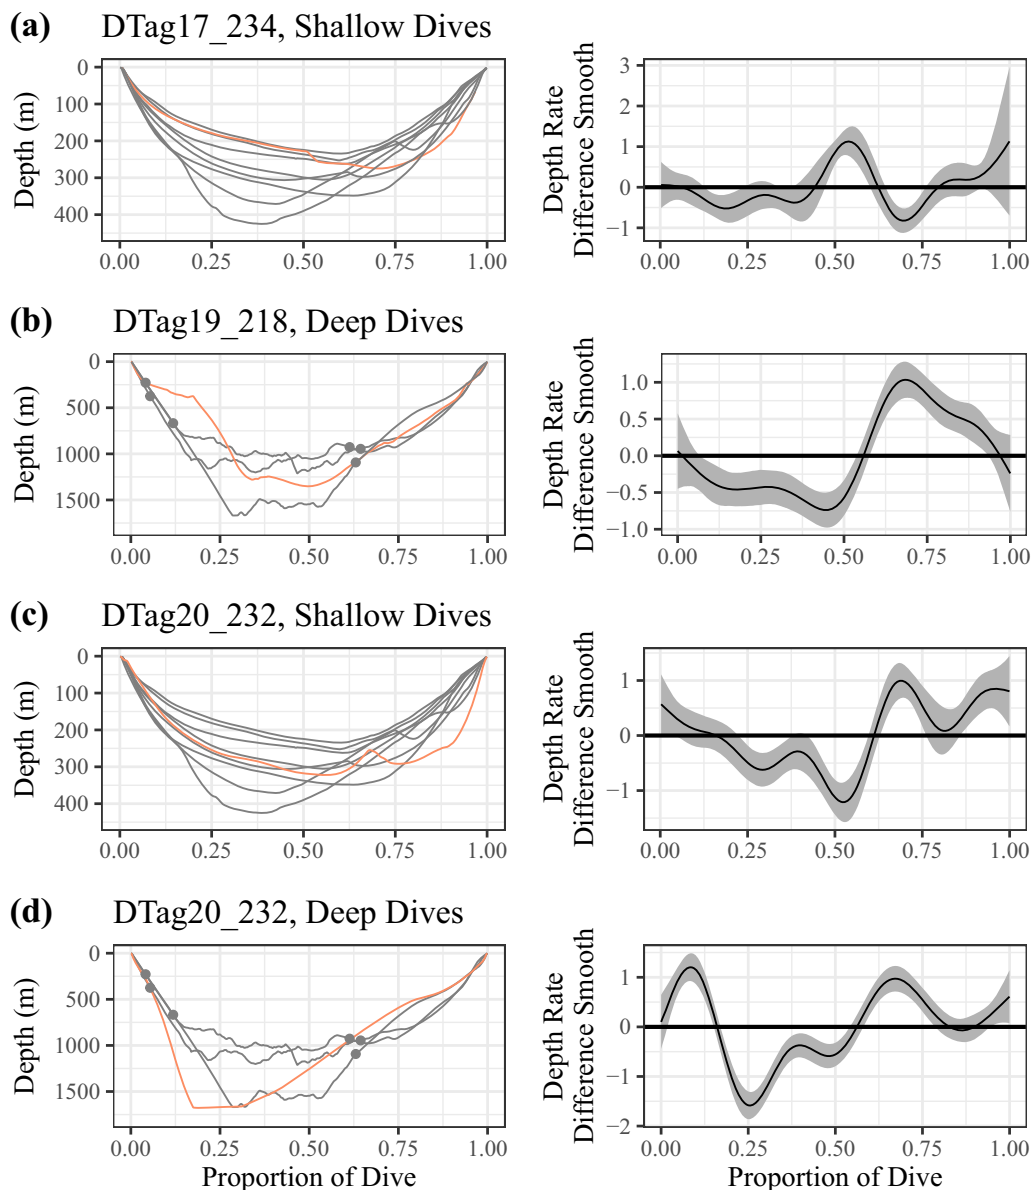 (a) DTag17_234, Shallow Dives
Depth (m)
0
100
200
300
400
0.00 0.25 0.50 0.75 1.00
Depth Rate
Difference Smooth
3
2
1
0
−1
0.00 0.25 0.50 0.75 1.00
(b) DTag19_218, Deep Dives
Depth (m)
0
500
1000
1500
0.00 0.25 0.50 0.75 1.00
Depth Rate
Difference Smooth
1.0
0.5
0.0
−0.5
−1.0
0.00 0.25 0.50 0.75 1.00
(c) DTag20_232, Shallow Dives
Depth (m)
0
100
200
300
400
0.00 0.25 0.50 0.75 1.00
Depth Rate
Difference Smooth
1
0
−1
0.00 0.25 0.50 0.75 1.00
(d) DTag20_232, Deep Dives
Depth (m)
0
500
1000
1500
0.00 0.25 0.50 0.75 1.00
Proportion of Dive
Depth Rate
Difference Smooth
1
0
−1
−2
0.00 0.25 0.50 0.75 1.00
Proportion of Dive